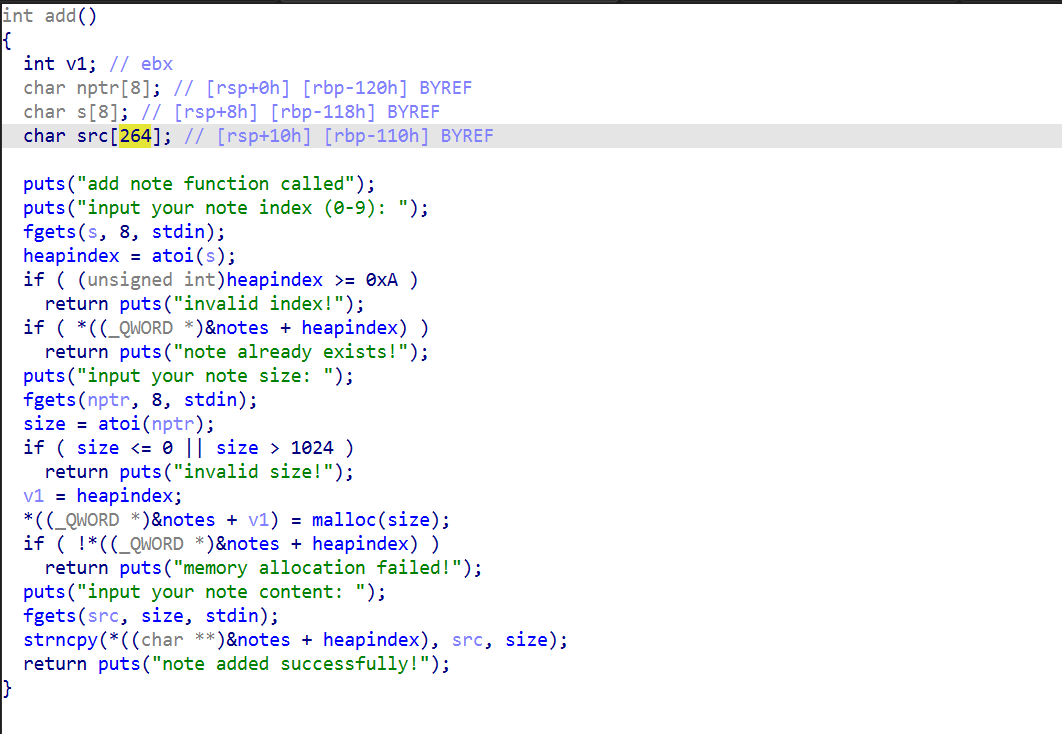 int add()
{
  int v1; // ebx
  char nptr[8]; // [rsp+0h] [rbp-120h] BYREF
  char s[8]; // [rsp+8h] [rbp-118h] BYREF
  char src[264]; // [rsp+10h] [rbp-110h] BYREF

  puts("add note function called");
  puts("input your note index (0-9): ");
  fgets(s, 8, stdin);
  heapindex = atoi(s);
  if ( (unsigned int)heapindex >= 0xA )
    return puts("invalid index!");
  if ( *((_QWORD *)&notes + heapindex) )
    return puts("note already exists!");
  puts("input your note size: ");
  fgets(nptr, 8, stdin);
  size = atoi(nptr);
  if ( size <= 0 || size > 1024 )
    return puts("invalid size!");
  v1 = heapindex;
  *((_QWORD *)&notes + v1) = malloc(size);
  if ( !*((_QWORD *)&notes + heapindex) )
    return puts("memory allocation failed!");
  puts("input your note content: ");
  fgets(src, size, stdin);
  strncpy(*((char **)&notes + heapindex), src, size);
  return puts("note added successfully!");
}